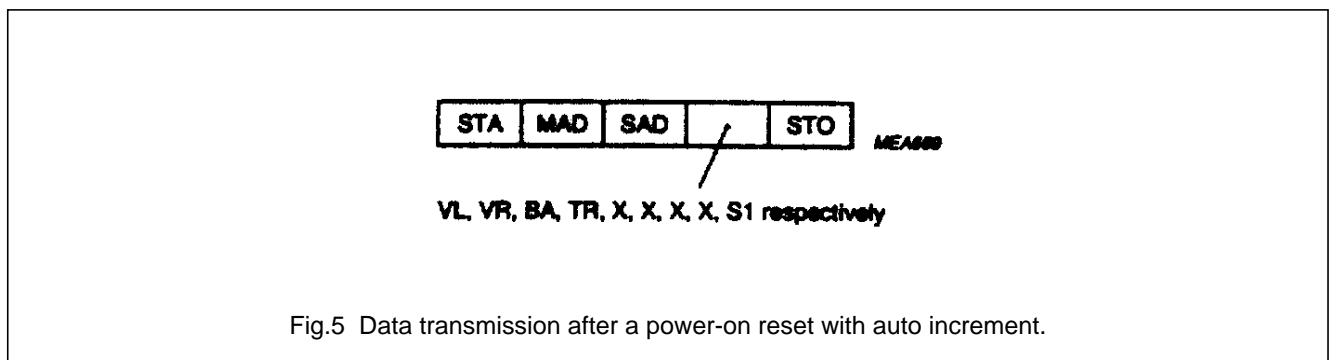 STA MAD SAD STO
VL, VR, BA, TR, X, X, X, X, S1 respectively
Fig.5 Data transmission after a power-on reset with auto increment.